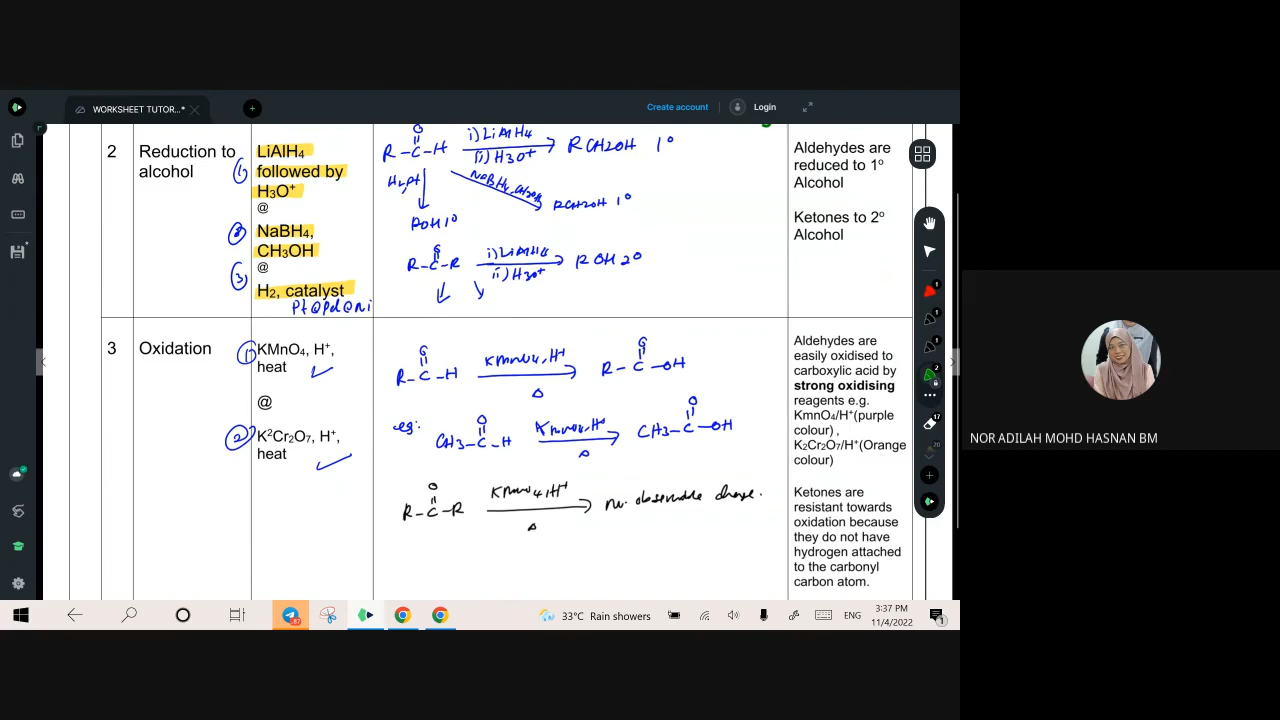 WORKSHEET TUTOR...*
Create account
Login
2
Reduction to
alcohol
① LiAlH4
followed by
H3O+
@
② NaBH4,
CH3OH
@
③ H2, catalyst
Pt@Pd@Ni
O
R-C-H
i) LiAlH4
ii) H3O+
RCH2OH 1°
H2, Pt
NaBH4, CH3OH
RCH2OH 1°
ROH 1°
O
R-C-R
i) LiAlH4
ii) H3O+
ROH 2°
Aldehydes are
reduced to 1°
Alcohol
Ketones to 2°
Alcohol
3
Oxidation
① KMnO4, H+,
heat
@
② K2Cr2O7, H+,
heat
O
R-C-H
KMnO4, H+
Δ
O
R-C-OH
eg:
O
CH3-C-H
KMnO4, H+
Δ
O
CH3-C-OH
O
R-C-R
KMnO4, H+
Δ
no observable change.
Aldehydes are
easily oxidised to
carboxylic acid by
strong oxidising
reagents e.g.
KmnO4/H+(purple
colour) ,
K2Cr2O7/H+(Orange
colour)
Ketones are
resistant towards
oxidation because
they do not have
hydrogen attached
to the carbonyl
carbon atom.
NOR ADILAH MOHD HASNAN BM
33°C Rain showers
ENG
3:37 PM
11/4/2022